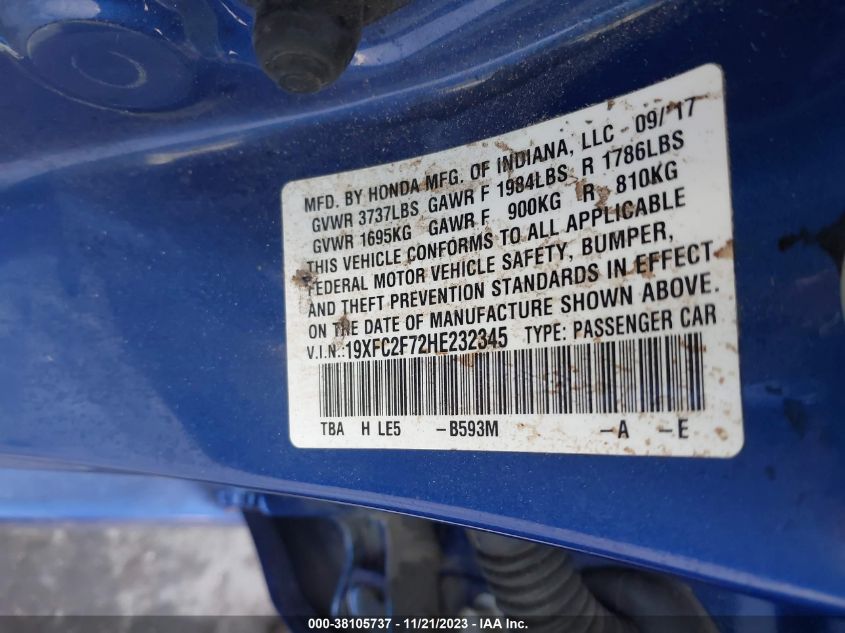 MFD. BY HONDA MFG. OF INDIANA, LLC - 09/'17
GVWR 3737LBS GAWR F 1984LBS R 1786LBS
GVWR 1695KG GAWR F 900KG R 810KG
THIS VEHICLE CONFORMS TO ALL APPLICABLE
FEDERAL MOTOR VEHICLE SAFETY, BUMPER,
AND THEFT PREVENTION STANDARDS IN EFFECT
ON THE DATE OF MANUFACTURE SHOWN ABOVE.
V.I.N.:19XFC2F72HE232345 TYPE: PASSENGER CAR
TBA H LE5 -B593M -A -E
000-38105737 - 11/21/2023 - IAAI.com.